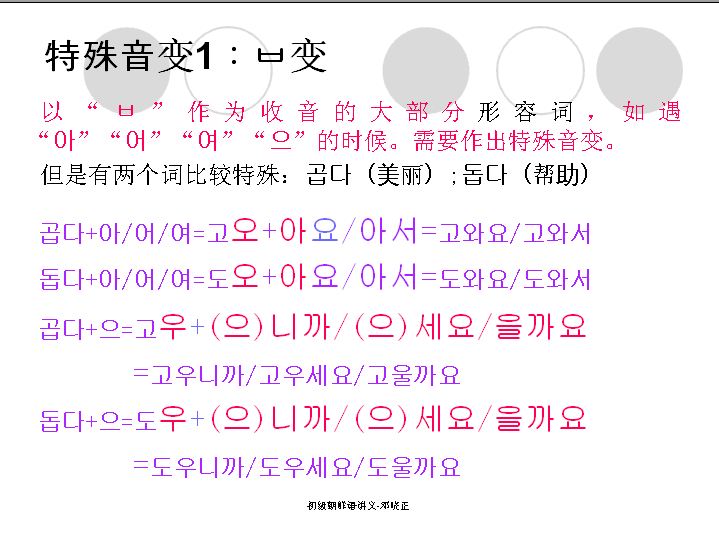 特殊音变1：ㅂ变
以“ㅂ”作为收音的大部分形容词，如遇
“아”“어”“여”“으”的时候。需要作出特殊音变。
但是有两个词比较特殊：곱다（美丽）;돕다（帮助）
곱다+아/어/여=고오+아요/아서=고와요/고와서
돕다+아/어/여=도오+아요/아서=도와요/도와서
곱다+으=고우+(으)니까/(으)세요/을까요
=고우니까/고우세요/고울까요
돕다+으=도우+(으)니까/(으)세요/을까요
=도우니까/도우세요/도울까요
初级朝鲜语讲义-邓晓正